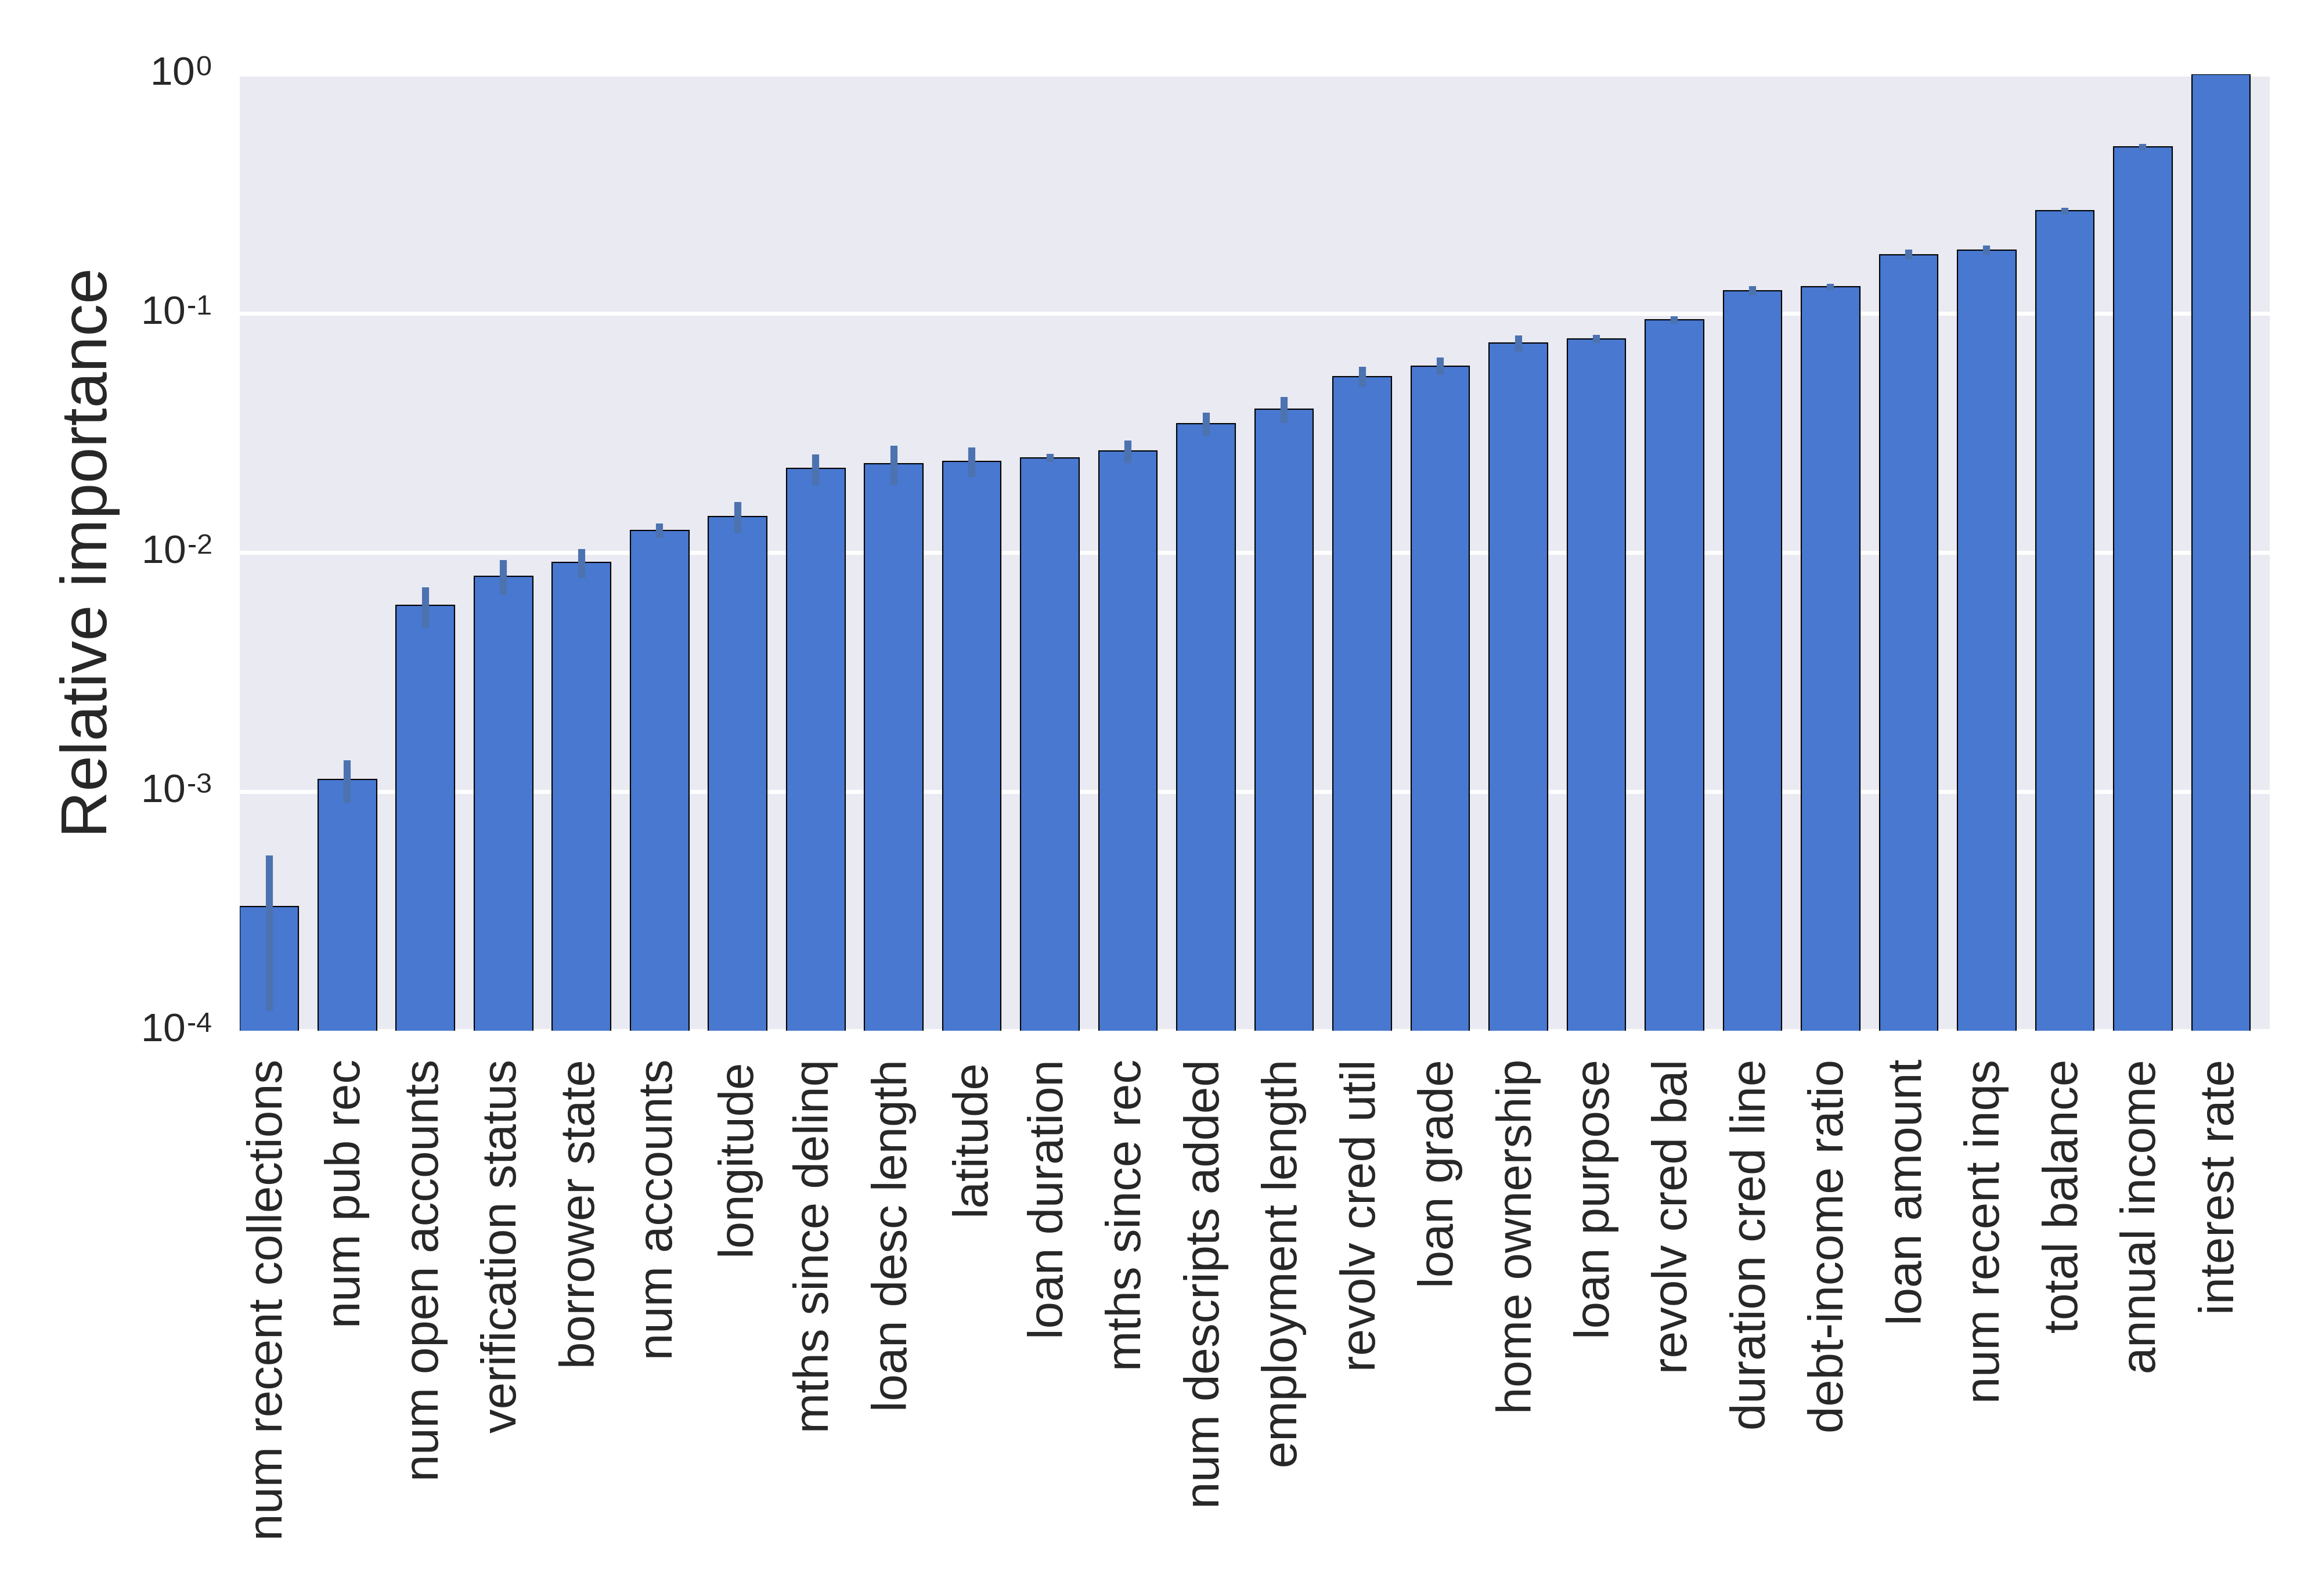 10⁰
10⁻¹
10⁻²
10⁻³
10⁻⁴
Relative importance
num recent collections
num pub rec
num open accounts
verification status
borrower state
num accounts
longitude
mths since delinq
loan desc length
latitude
loan duration
mths since rec
num descripts added
employment length
revolv cred util
loan grade
home ownership
loan purpose
revolv cred bal
duration cred line
debt-income ratio
loan amount
num recent inqs
total balance
annual income
interest rate